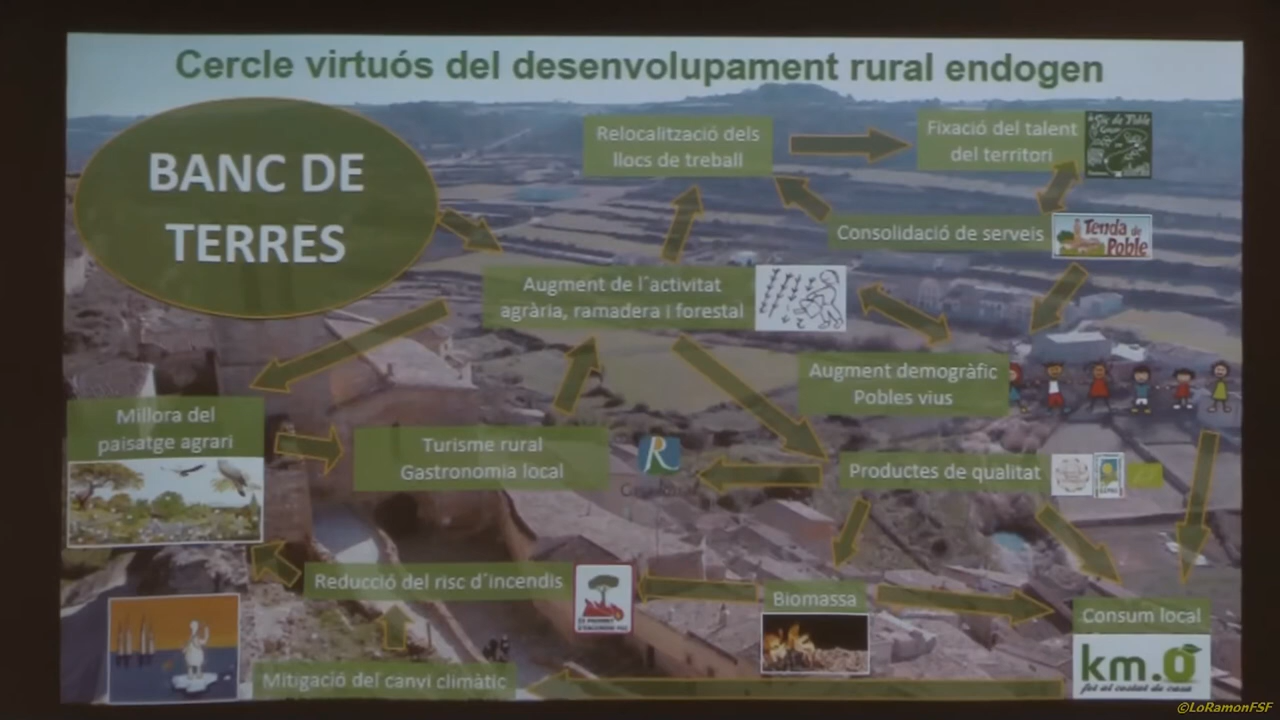 Cercle virtuós del desenvolupament rural endogen
BANC DE
TERRES
Relocalització dels
llocs de treball
Fixació del talent
del territori
Consolidació de serveis
Tenda de
Poble
Augment de l´activitat
agrària, ramadera i forestal
Augment demogràfic
Pobles vius
Millora del
paisatge agrari
Turisme rural
Gastronomia local
R
Productes de qualitat
Reducció del risc d´incendis
Biomassa
Consum local
km.0
fet al costat de casa
Mitigació del canvi climàtic
©LoRamonFSF